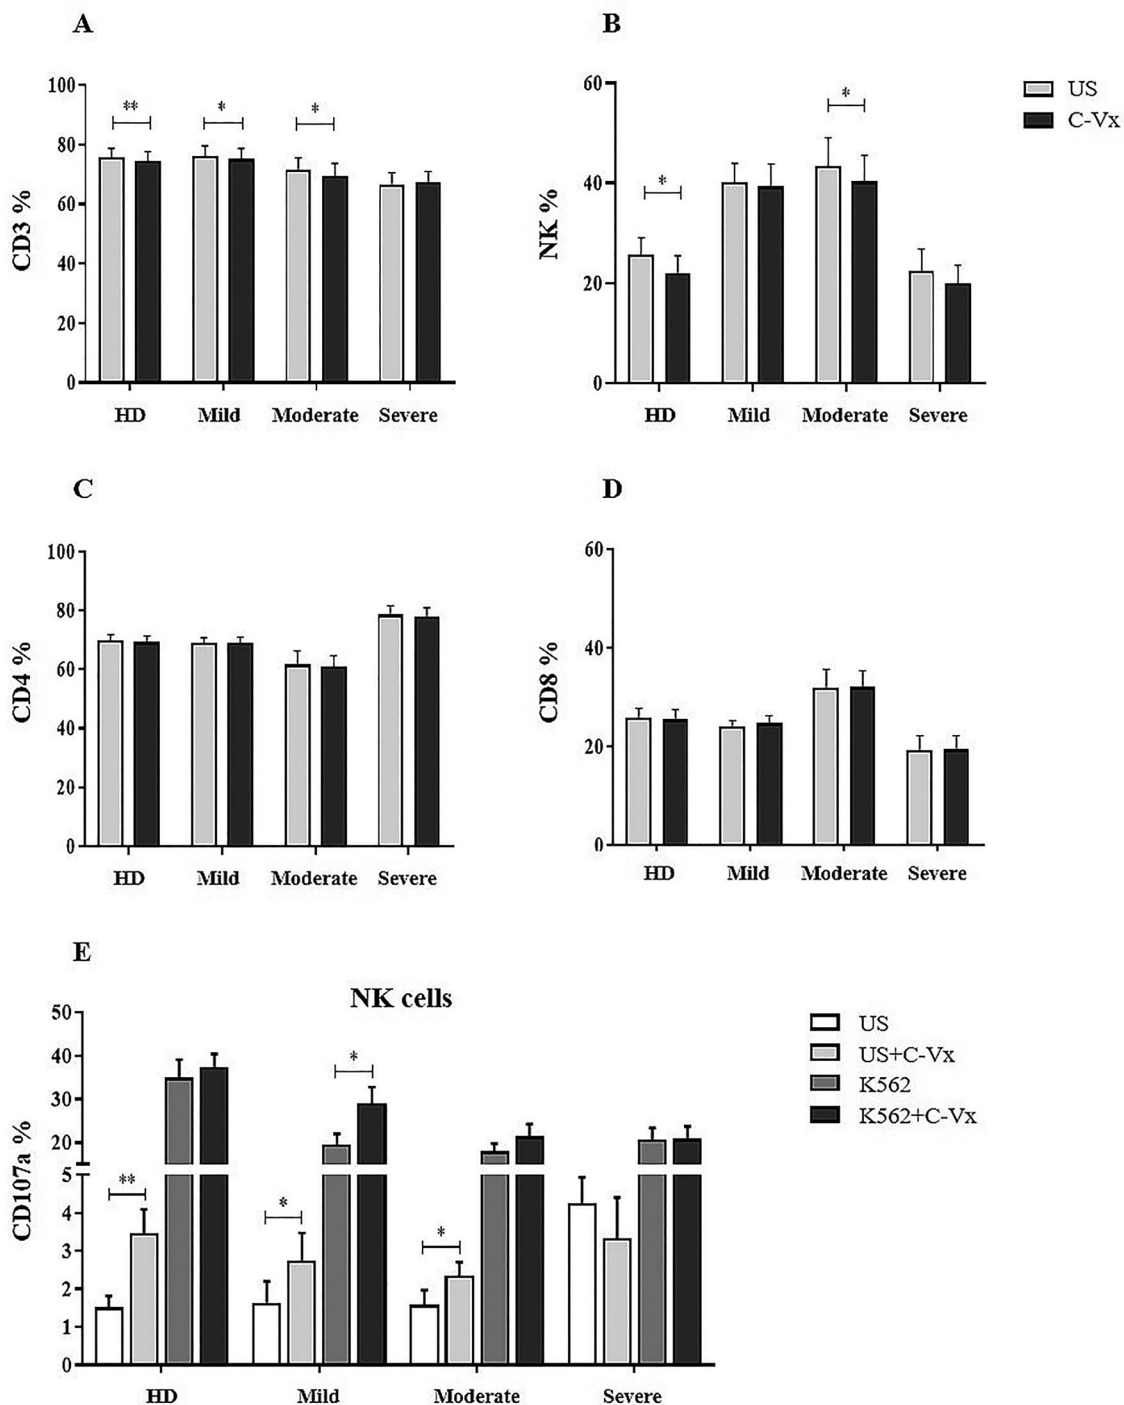 A
100
80
60
40
20
0
CD3 %
**
*
*
HD Mild Moderate Severe
B
60
40
20
0
NK %
*
*
HD Mild Moderate Severe
US
C-Vx
C
100
80
60
40
20
0
CD4 %
HD Mild Moderate Severe
D
60
40
20
0
CD8 %
HD Mild Moderate Severe
E
NK cells
50
40
30
20
5
4
3
2
1
0
CD107a %
**
*
*
*
HD Mild Moderate Severe
US
US+C-Vx
K562
K562+C-Vx